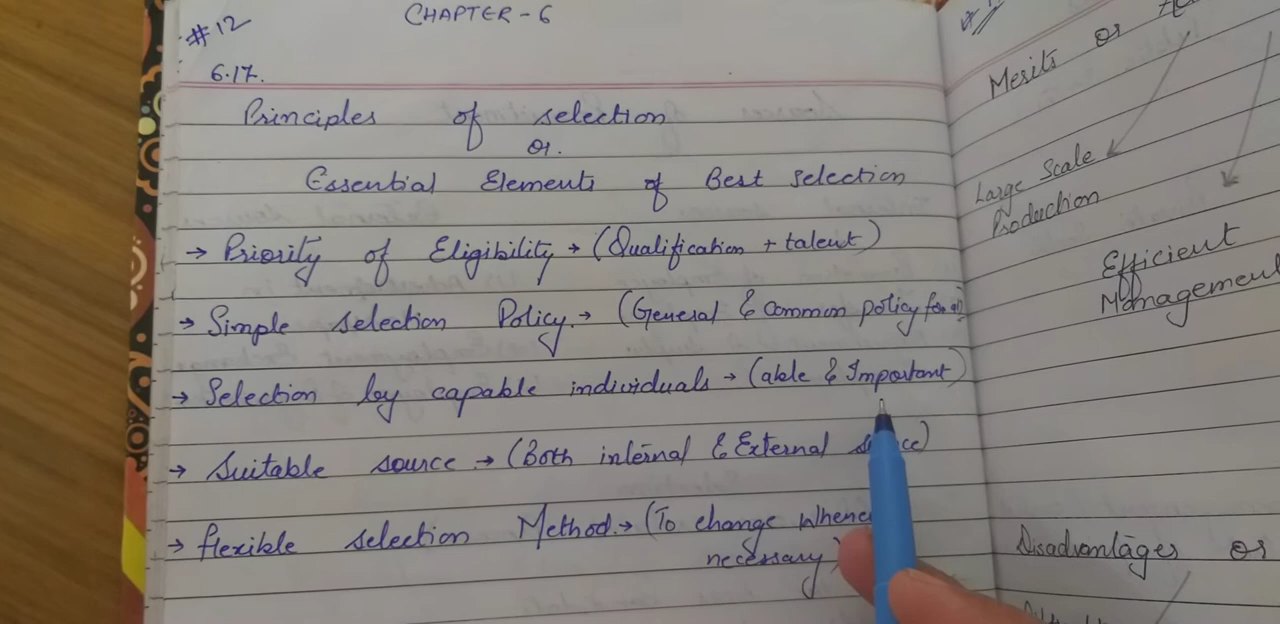 #12
CHAPTER-6
6.17.
Principles of selection
or.
Essential Elements of Best selection
→ Priority of Eligibility → (Qualification + talent)
→ Simple selection Policy. → (General & Common policy for all)
→ Selection by capable individuals → (able & Important)
→ Suitable source → (Both internal & External
→ flexible selection Method. → (To change
necessary)
Merits or
Large Scale
Production
Efficient
Management
Disadvantages or